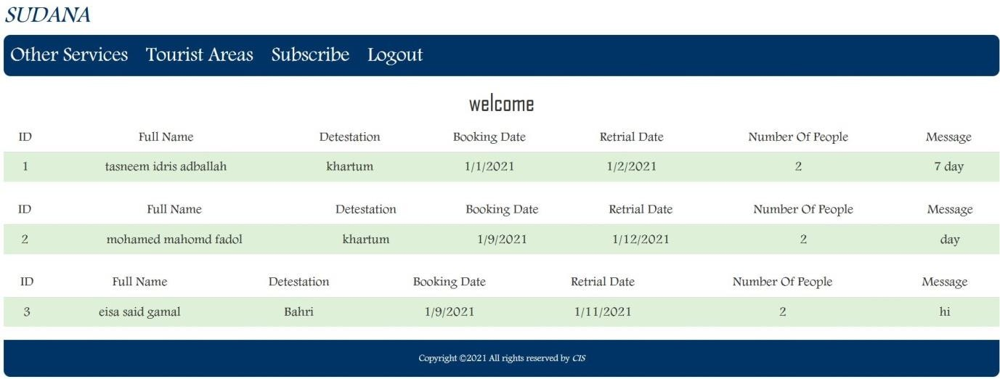 SUDANA
Other Services Tourist Areas Subscribe Logout
welcome
ID Full Name Detestation Booking Date Retrial Date Number Of People Message
1 tasneem idris adballah khartum 1/1/2021 1/2/2021 2 7 day
ID Full Name Detestation Booking Date Retrial Date Number Of People Message
2 mohamed mahomd fadol khartum 1/9/2021 1/12/2021 2 day
ID Full Name Detestation Booking Date Retrial Date Number Of People Message
3 eisa said gamal Bahri 1/9/2021 1/11/2021 2 hi
Copyright ©2021 All rights reserved by CIS